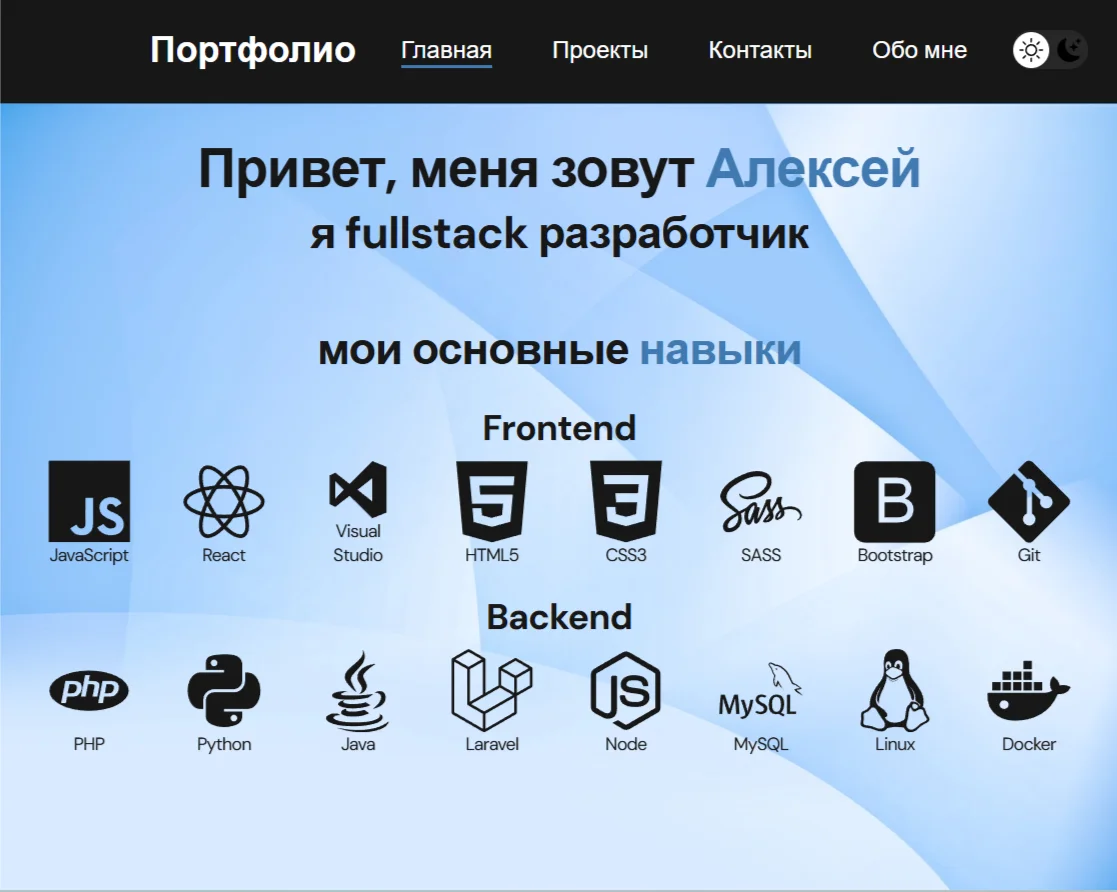 Портфолио Главная Проекты Контакты Обо мне
Привет, меня зовут Алексей
я fullstack разработчик
мои основные навыки
Frontend
JS 5 3 Sass B
JavaScript React Visual Studio HTML5 CSS3 SASS Bootstrap Git
Backend
php JS MySQL
PHP Python Java Laravel Node MySQL Linux Docker